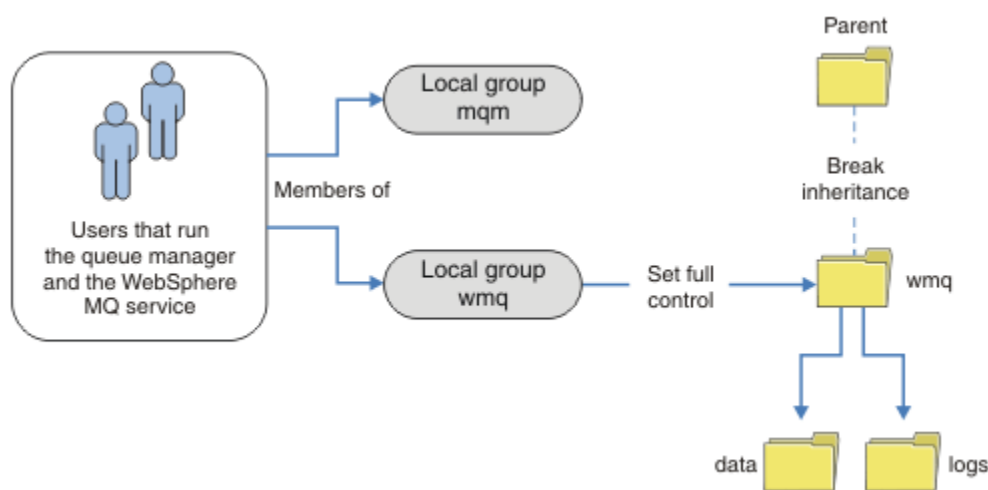 Parent
Local group
mqm
Break
inheritance
Members of
Users that run
the queue manager
and the WebSphere
MQ service
Local group
wmq
Set full
control
wmq
data
logs